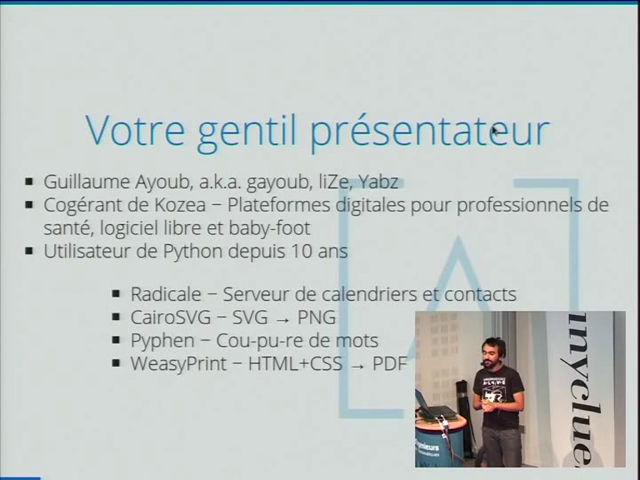 Votre gentil présentateur
Guillaume Ayoub, a.k.a. gayoub, liZe, Yabz
Cogérant de Kozea − Plateformes digitales pour professionnels de
santé, logiciel libre et baby-foot
Utilisateur de Python depuis 10 ans
Radicale − Serveur de calendriers et contacts
CairoSVG − SVG → PNG
Pyphen − Cou-pu-re de mots
WeasyPrint − HTML+CSS → PDF